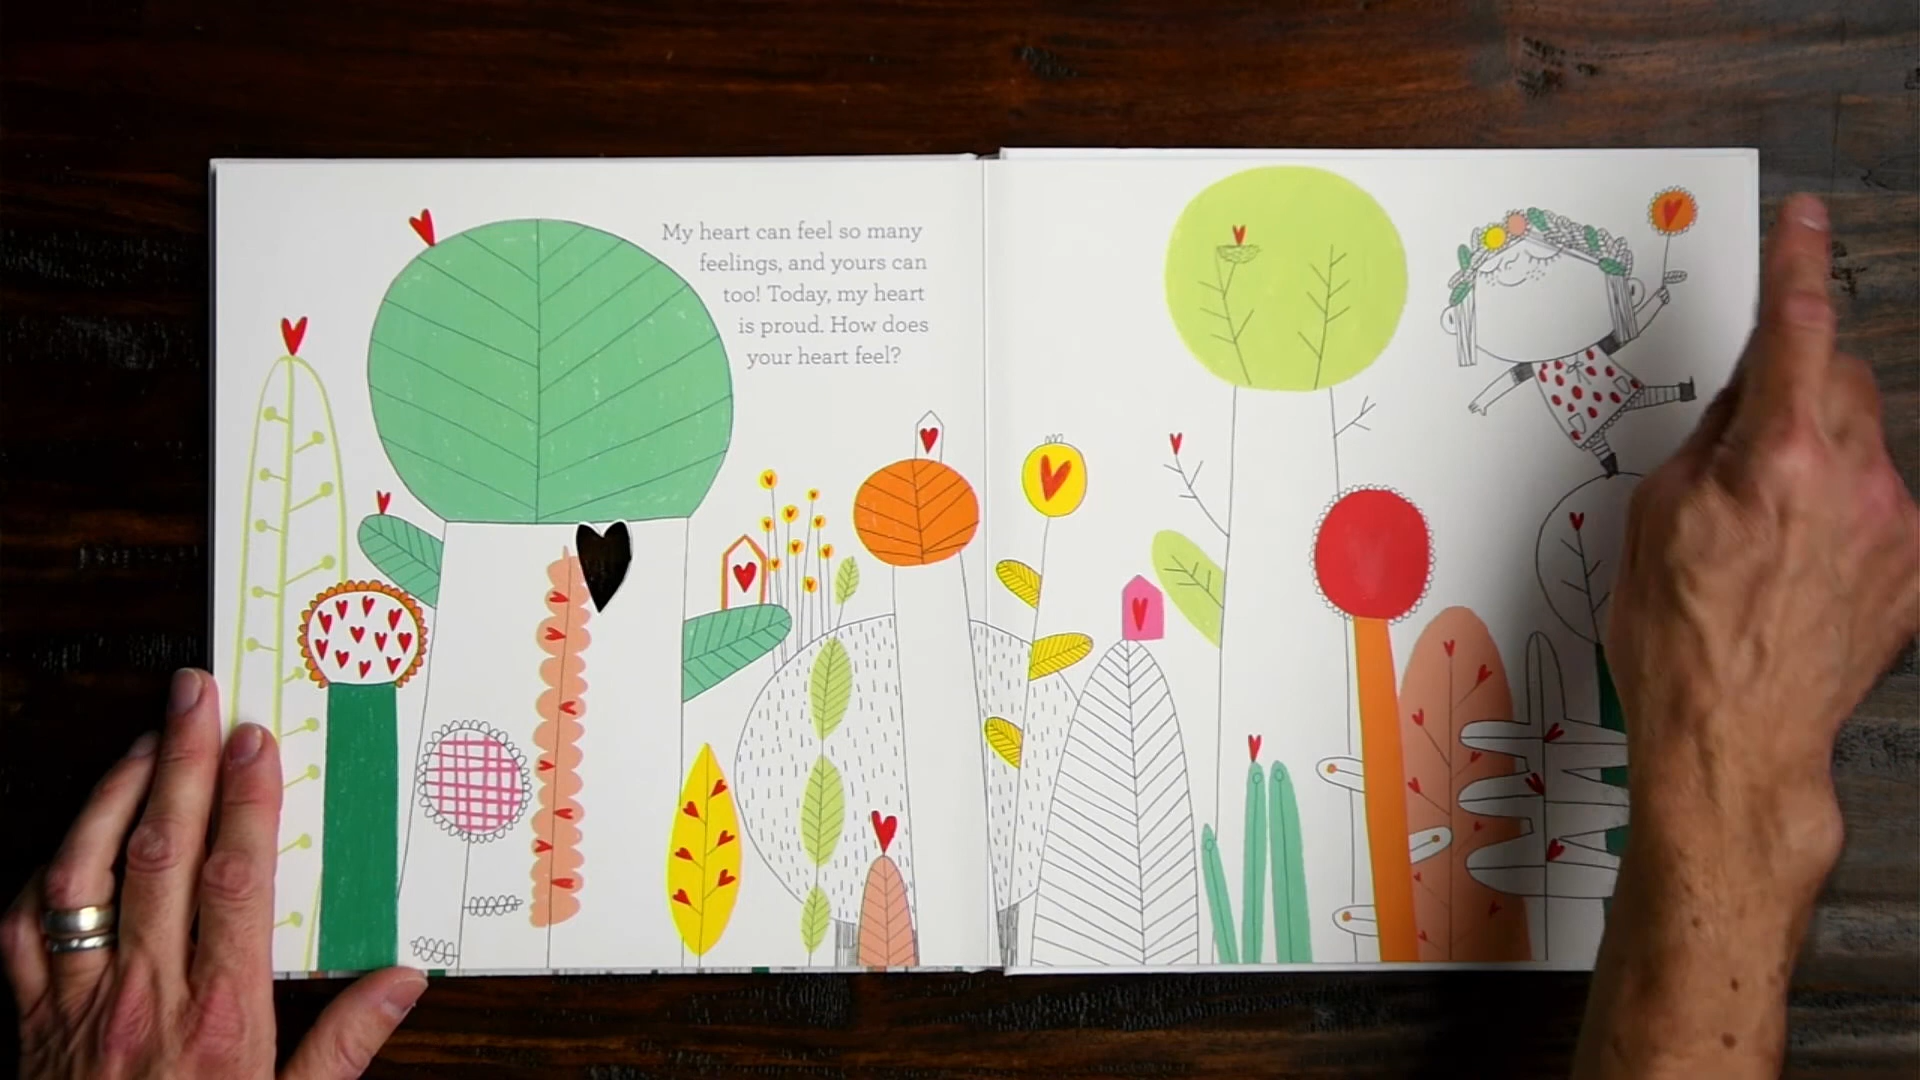 My heart can feel so many
feelings, and yours can
too! Today, my heart
is proud. How does
your heart feel?